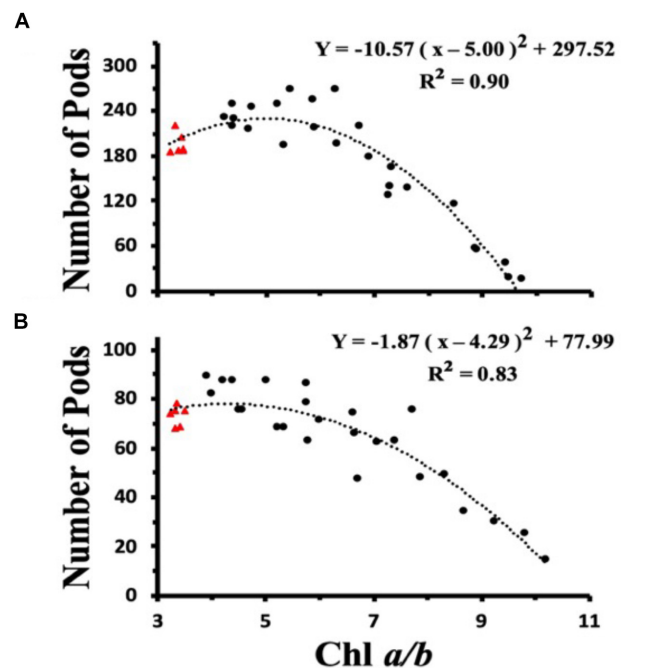 A
Y = -10.57 ( x – 5.00 )² + 297.52
R² = 0.90
Number of Pods
300
240
180
120
60
0
B
Y = -1.87 ( x – 4.29 )² + 77.99
R² = 0.83
Number of Pods
100
80
60
40
20
0
3 5 7 9 11
Chl a/b